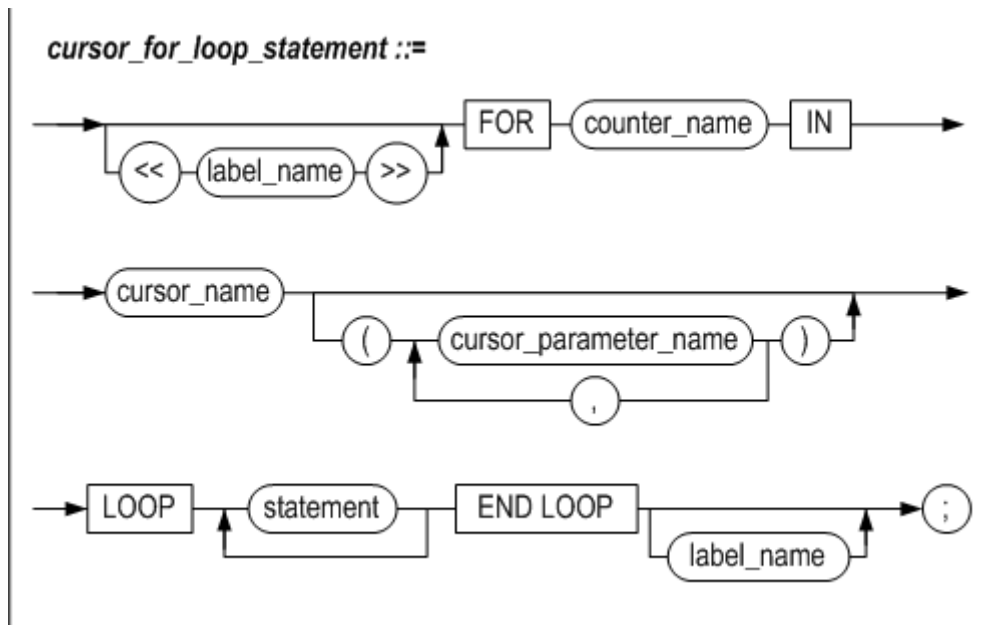 cursor_for_loop_statement ::=
FOR counter_name IN
<< label_name >>
cursor_name
( cursor_parameter_name )
,
LOOP statement END LOOP ;
label_name